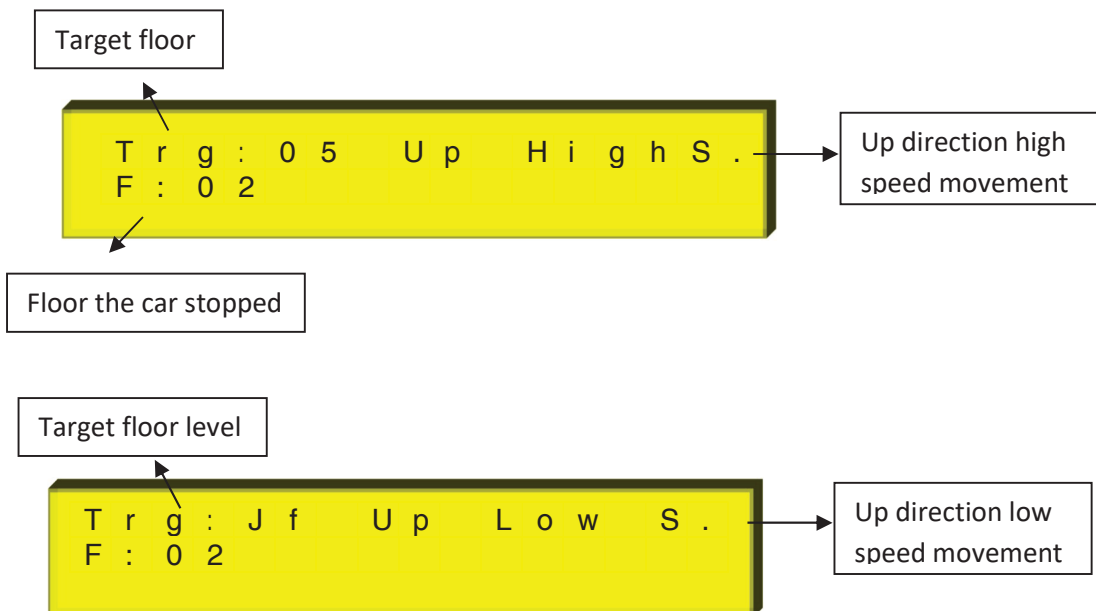 Target floor
Trg:05 Up HighS.
F:02
Up direction high
speed movement
Floor the car stopped
Target floor level
Trg:Jf Up Low S.
F:02
Up direction low
speed movement